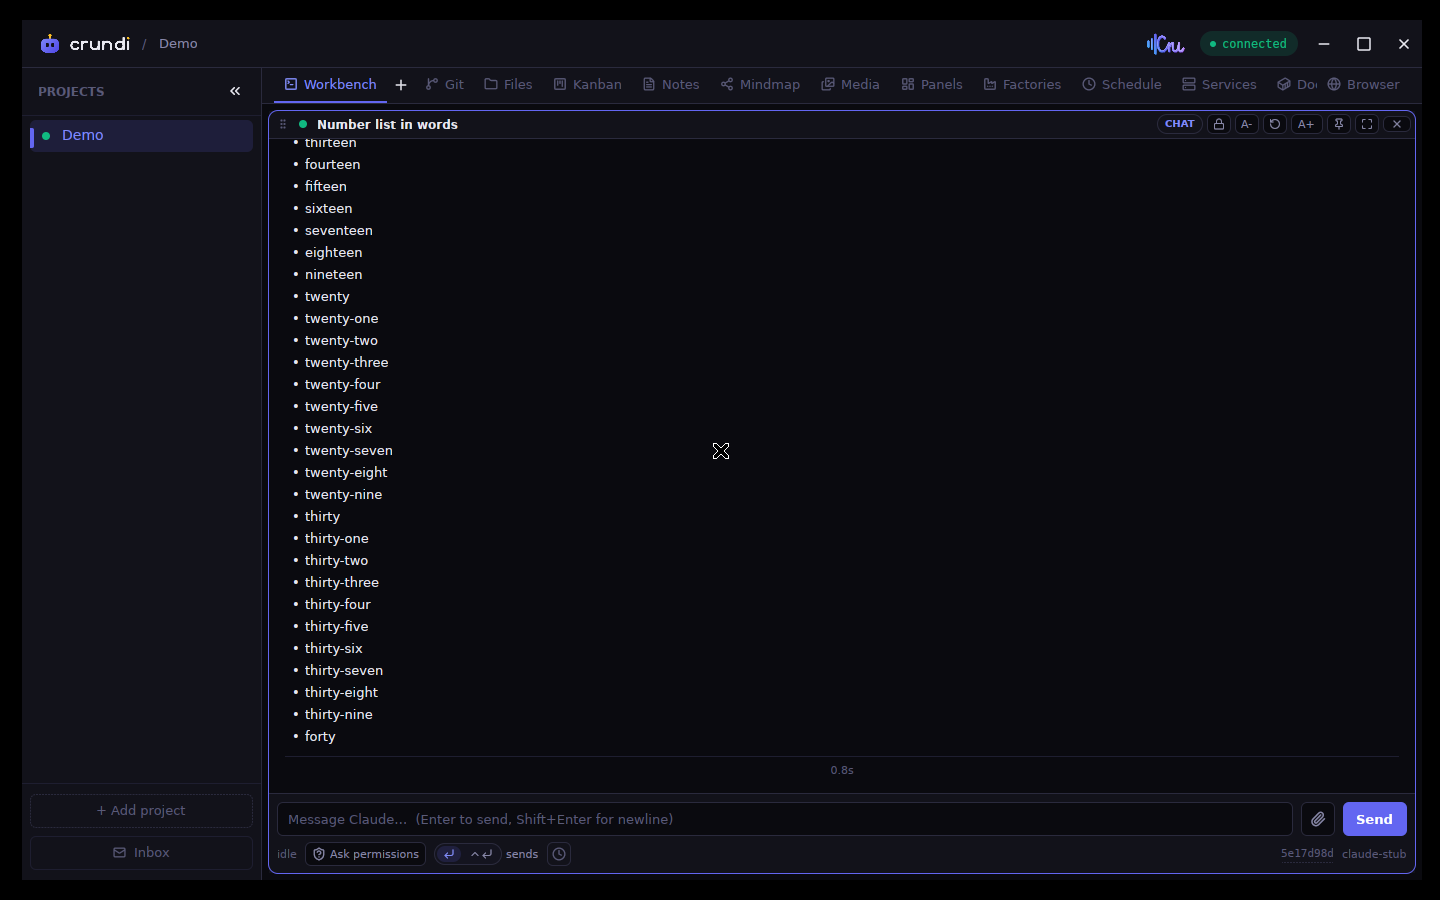 crundi / Demo
Cru
connected
PROJECTS
Workbench
Git
Files
Kanban
Notes
Mindmap
Media
Panels
Factories
Schedule
Services
Doc
Browser
Demo
Number list in words
CHAT
A-
A+
• thirteen
• fourteen
• fifteen
• sixteen
• seventeen
• eighteen
• nineteen
• twenty
• twenty-one
• twenty-two
• twenty-three
• twenty-four
• twenty-five
• twenty-six
• twenty-seven
• twenty-eight
• twenty-nine
• thirty
• thirty-one
• thirty-two
• thirty-three
• thirty-four
• thirty-five
• thirty-six
• thirty-seven
• thirty-eight
• thirty-nine
• forty
0.8s
Message Claude... (Enter to send, Shift+Enter for newline)
Send
idle
Ask permissions
sends
5e17d98d
claude-stub
+ Add project
Inbox